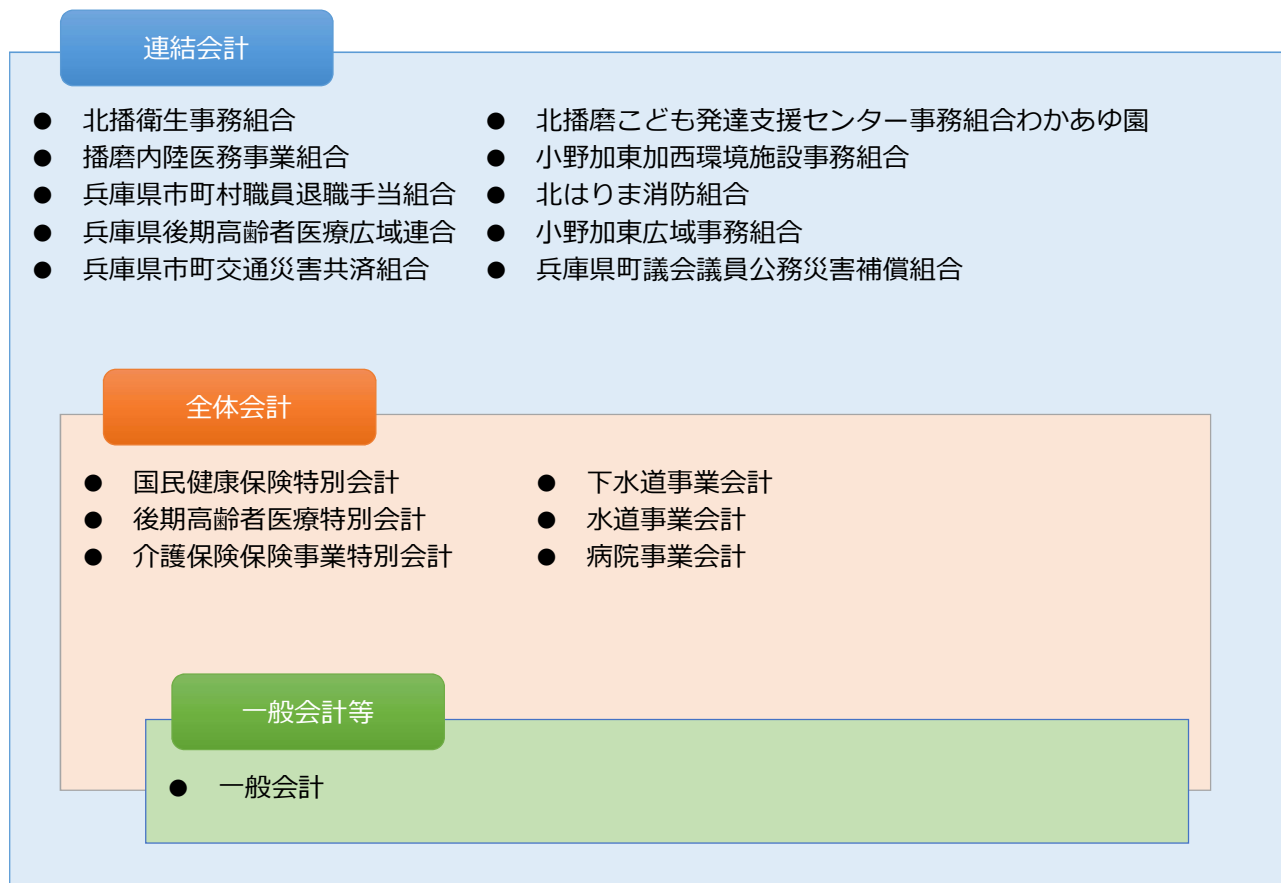 連結会計
● 北播衛生事務組合
● 播磨内陸医務事業組合
● 兵庫県市町村職員退職手当組合
● 兵庫県後期高齢者医療広域連合
● 兵庫県市町交通災害共済組合
● 北播磨こども発達支援センター事務組合わかあゆ園
● 小野加東加西環境施設事務組合
● 北はりま消防組合
● 小野加東広域事務組合
● 兵庫県町議会議員公務災害補償組合
全体会計
● 国民健康保険特別会計
● 後期高齢者医療特別会計
● 介護保険保険事業特別会計
● 下水道事業会計
● 水道事業会計
● 病院事業会計
一般会計等
● 一般会計